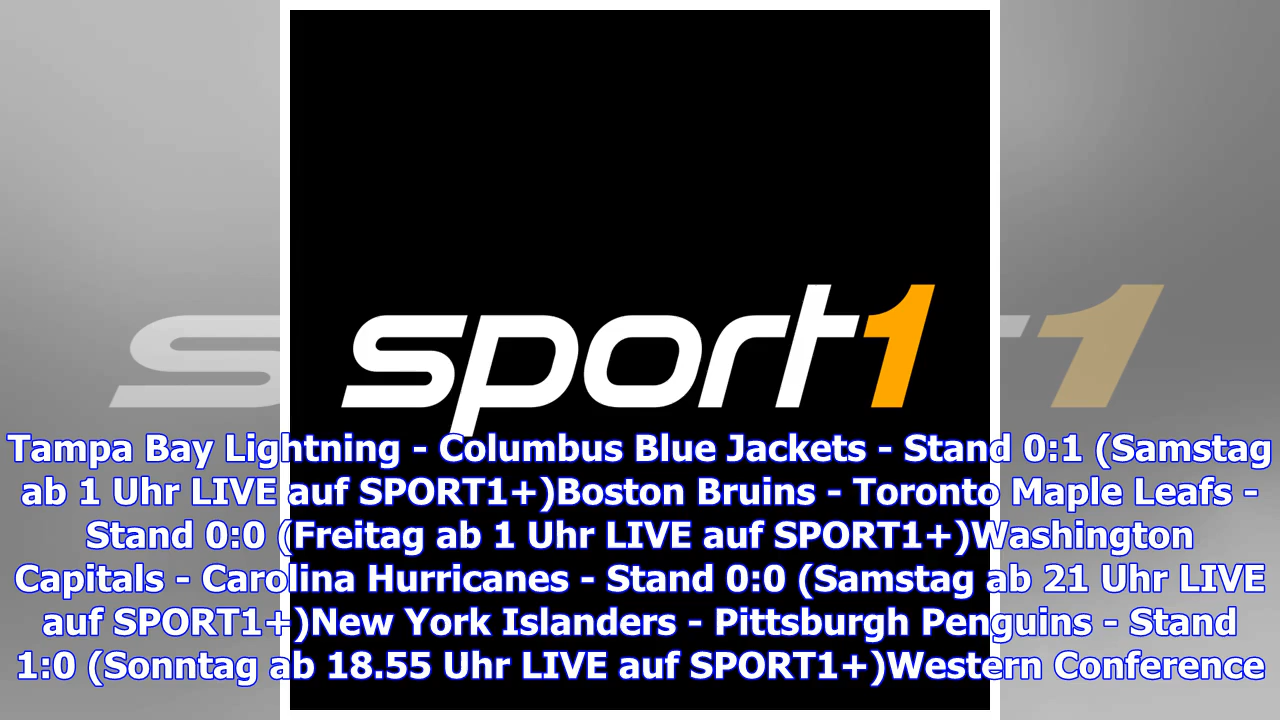 sport1
Tampa Bay Lightning - Columbus Blue Jackets - Stand 0:1 (Samstag
ab 1 Uhr LIVE auf SPORT1+)Boston Bruins - Toronto Maple Leafs -
Stand 0:0 (Freitag ab 1 Uhr LIVE auf SPORT1+)Washington
Capitals - Carolina Hurricanes - Stand 0:0 (Samstag ab 21 Uhr LIVE
auf SPORT1+)New York Islanders - Pittsburgh Penguins - Stand
1:0 (Sonntag ab 18.55 Uhr LIVE auf SPORT1+)Western Conference